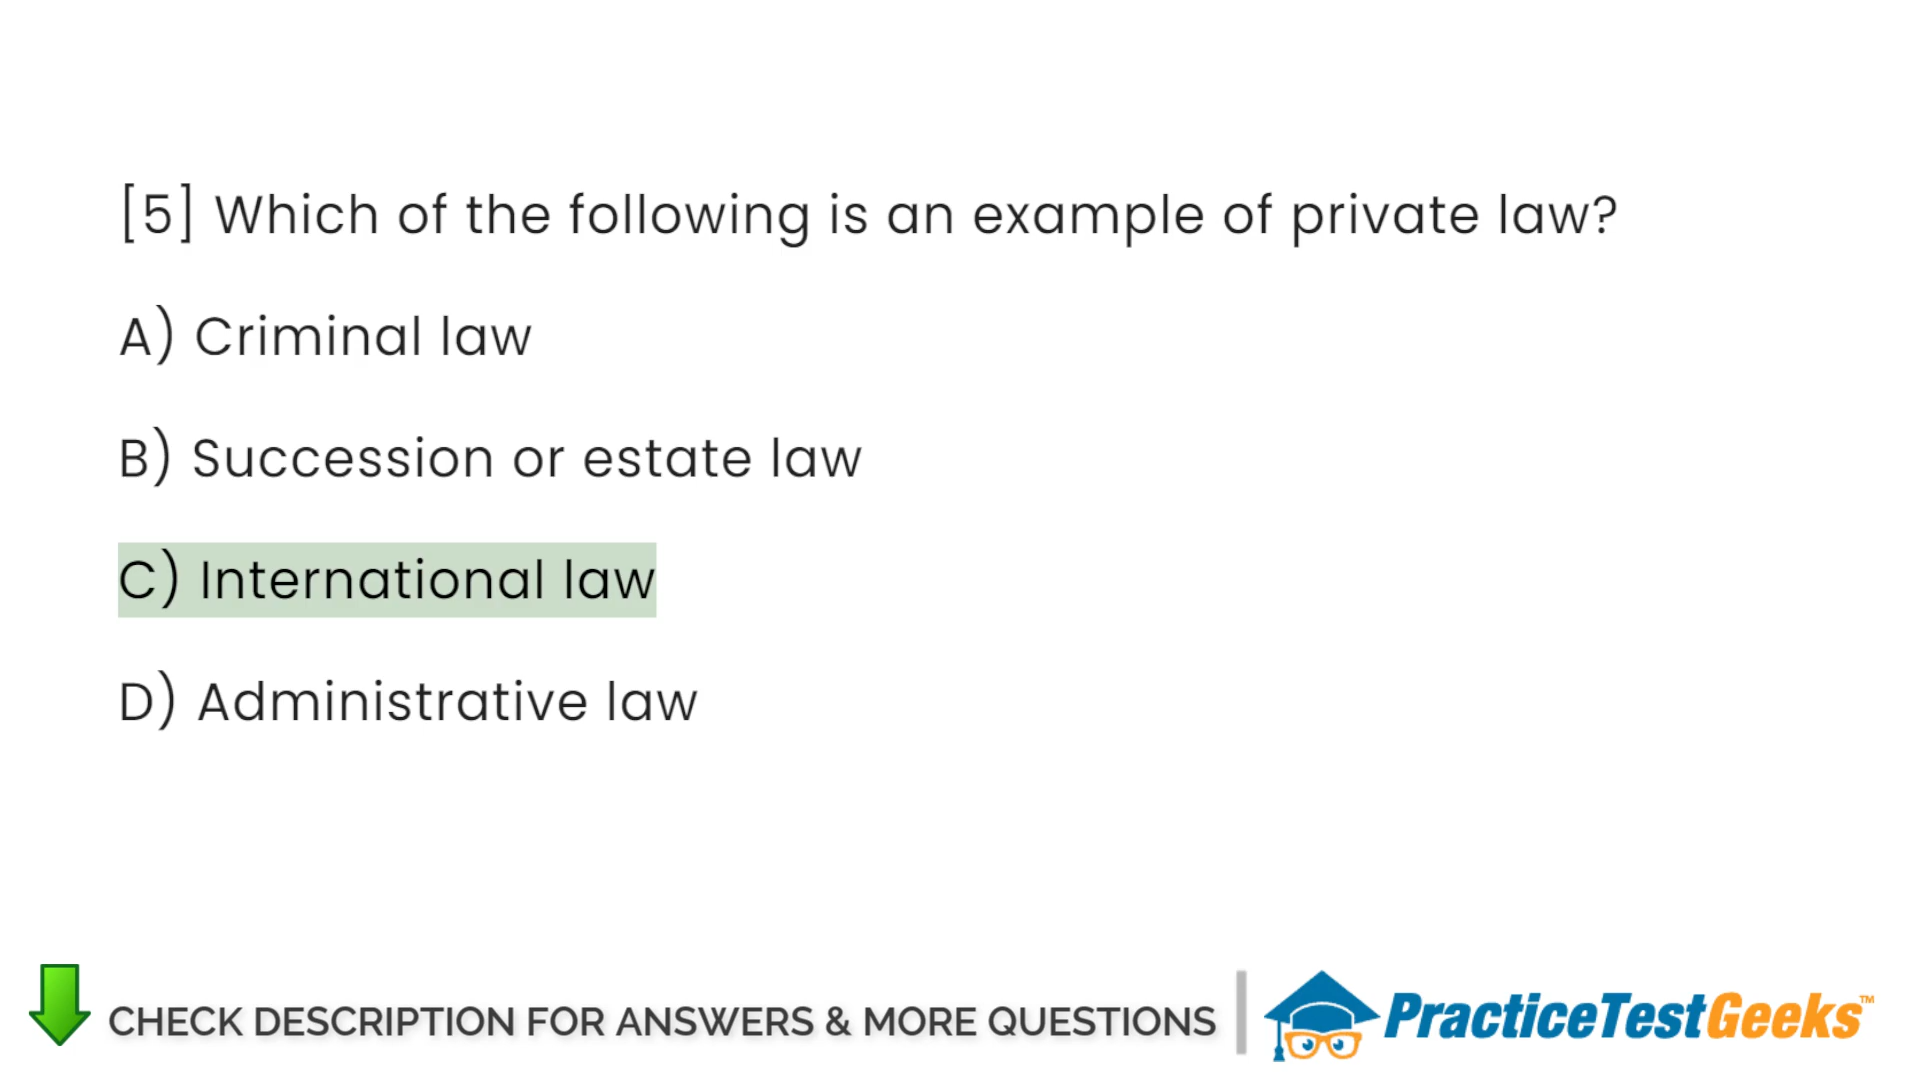 [5] Which of the following is an example of private law?
A) Criminal law
B) Succession or estate law
C) International law
D) Administrative law
CHECK DESCRIPTION FOR ANSWERS & MORE QUESTIONS
PracticeTestGeeks™